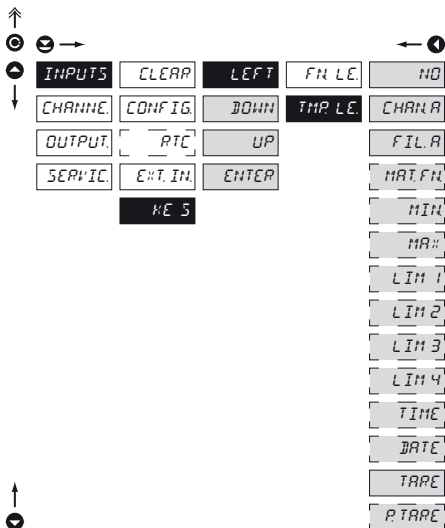 INPUTS CLEAR LEFT FN. LE. NO
CHANNE. CONFIG. DOWN TMP. LE. CHAN. A
OUTPUT. RTC UP FIL. A
SERVIC. EXT. IN. ENTER MAT. FN.
KE S MIN.
MAX
LIM 1
LIM 2
LIM 3
LIM 4
TIME
DATE
TARE
P. TARE